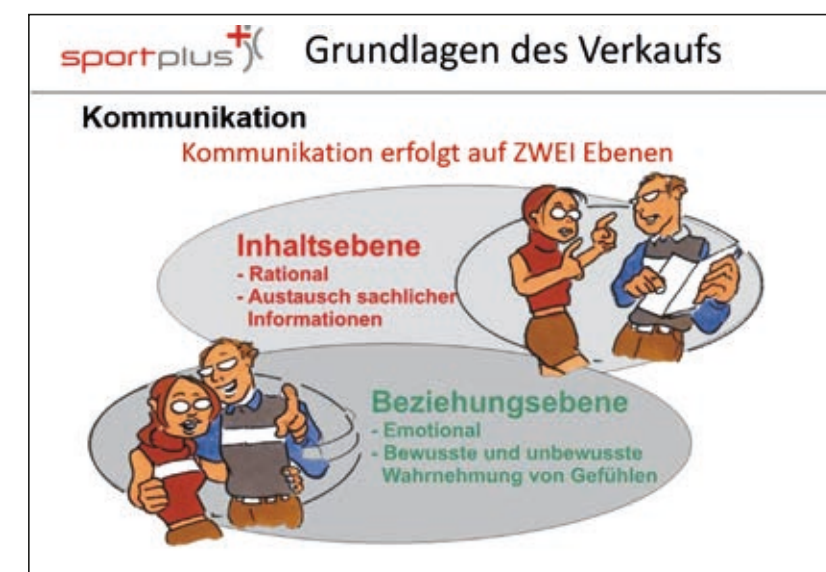 sportplus
Grundlagen des Verkaufs
Kommunikation
Kommunikation erfolgt auf ZWEI Ebenen
Inhaltsebene
- Rational
- Austausch sachlicher
Informationen
Beziehungsebene
- Emotional
- Bewusste und unbewusste
Wahrnehmung von Gefühlen